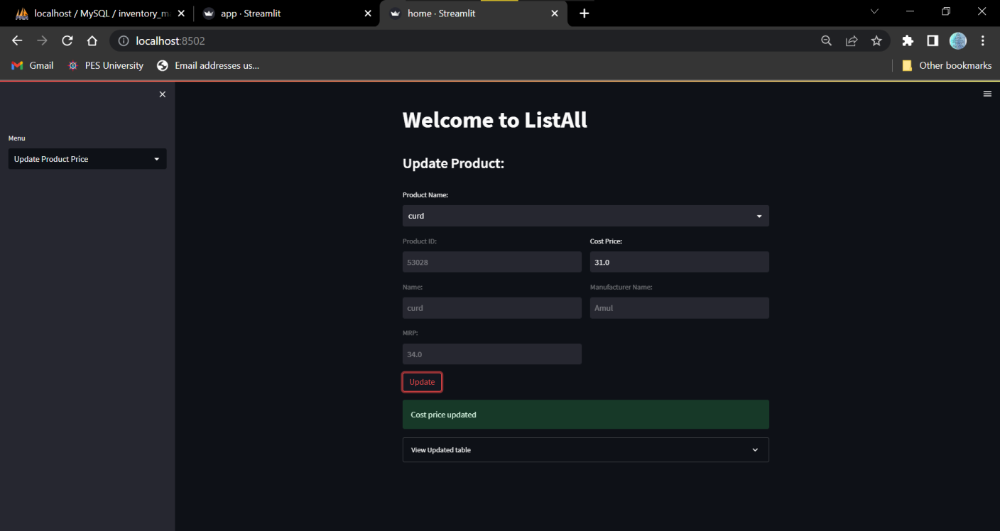 localhost / MySQL / inventory_ma
app · Streamlit
home · Streamlit
localhost:8502
Gmail
PES University
Email addresses us...
Other bookmarks
Menu
Update Product Price
Welcome to ListAll
Update Product:
Product Name:
curd
Product ID:
Cost Price:
53028
31.0
Name:
Manufacturer Name:
curd
Amul
MRP:
34.0
Update
Cost price updated
View Updated table